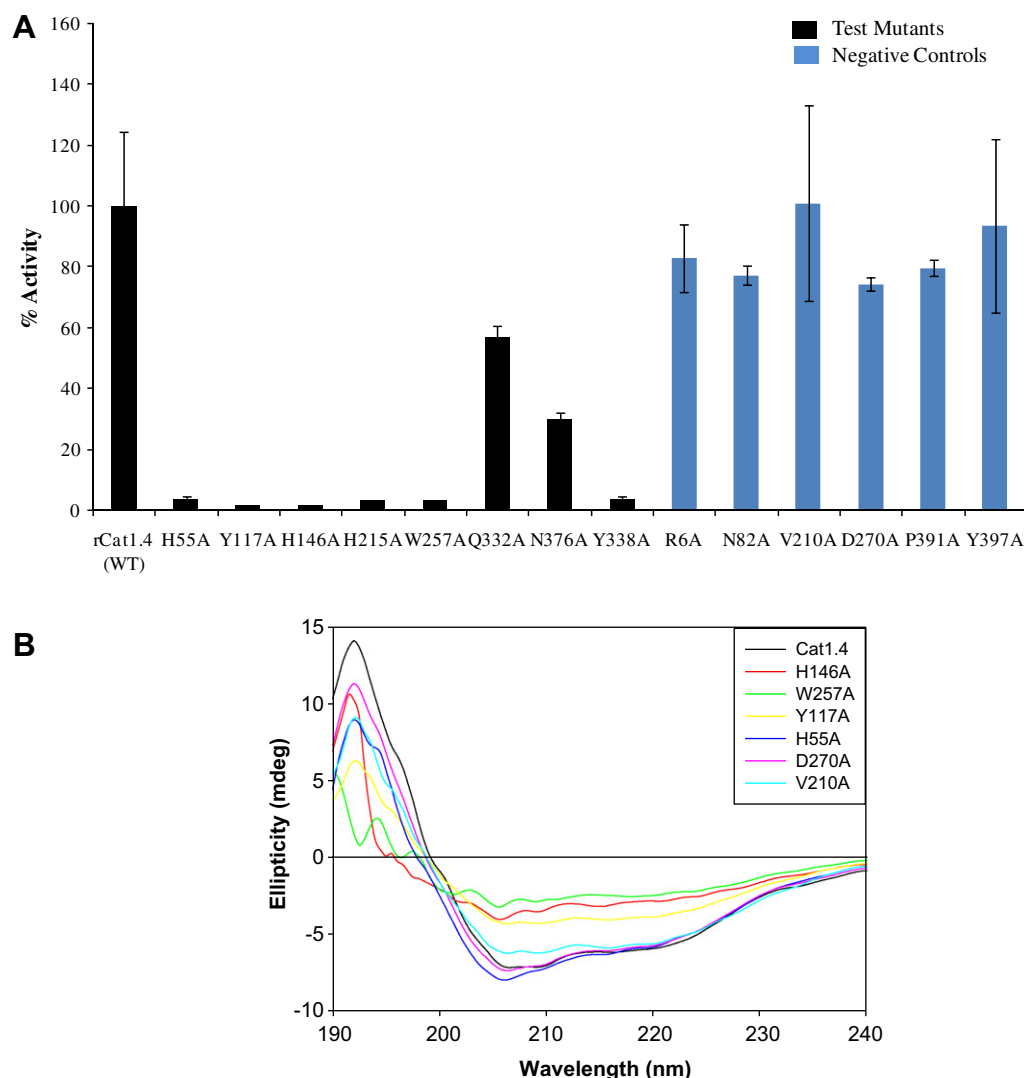 A
160
140
120
100
80
60
40
20
0
% Activity
Test Mutants
Negative Controls
rCat1.4 (WT)
H55A
Y117A
H146A
H215A
W257A
Q332A
N376A
Y338A
R6A
N82A
V210A
D270A
P391A
Y397A
B
15
10
5
0
-5
-10
Ellipticity (mdeg)
Cat1.4
H146A
W257A
Y117A
H55A
D270A
V210A
190
200
210
220
230
240
Wavelength (nm)